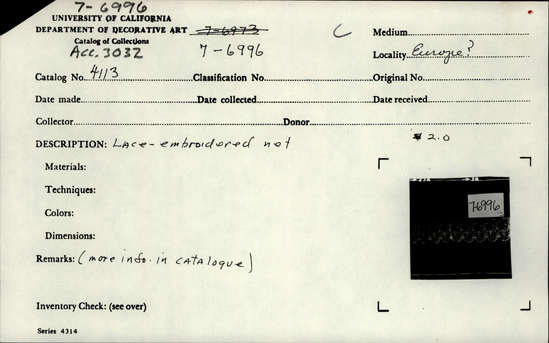 7-6996
UNIVERSITY OF CALIFORNIA
DEPARTMENT OF DECORATIVE ART 7-6973
Catalog of Collections
Acc. 3032 7-6996 C
Medium
Locality Europe?
Catalog No. 4113 Classification No. Original No.
Date made Date collected Date received
Collector Donor
DESCRIPTION: Lace-embroidered net $2.0
Materials:
Techniques:
Colors:
Dimensions:
7-6996
Remarks: (more info. in catalogue)
Inventory Check: (see over)
Series 4314